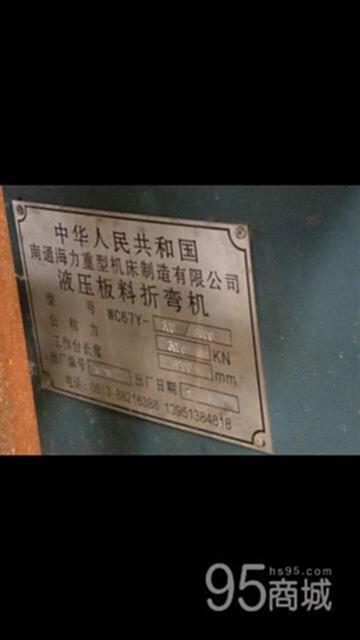 中华人民共和国
南通海力重型机床制造有限公司
液压板料折弯机
型号 WC67Y-
公称力 KN
工作台长度 mm
出厂编号 出厂日期
电话:0513-88216388 13951384818
95商城
hs95.com